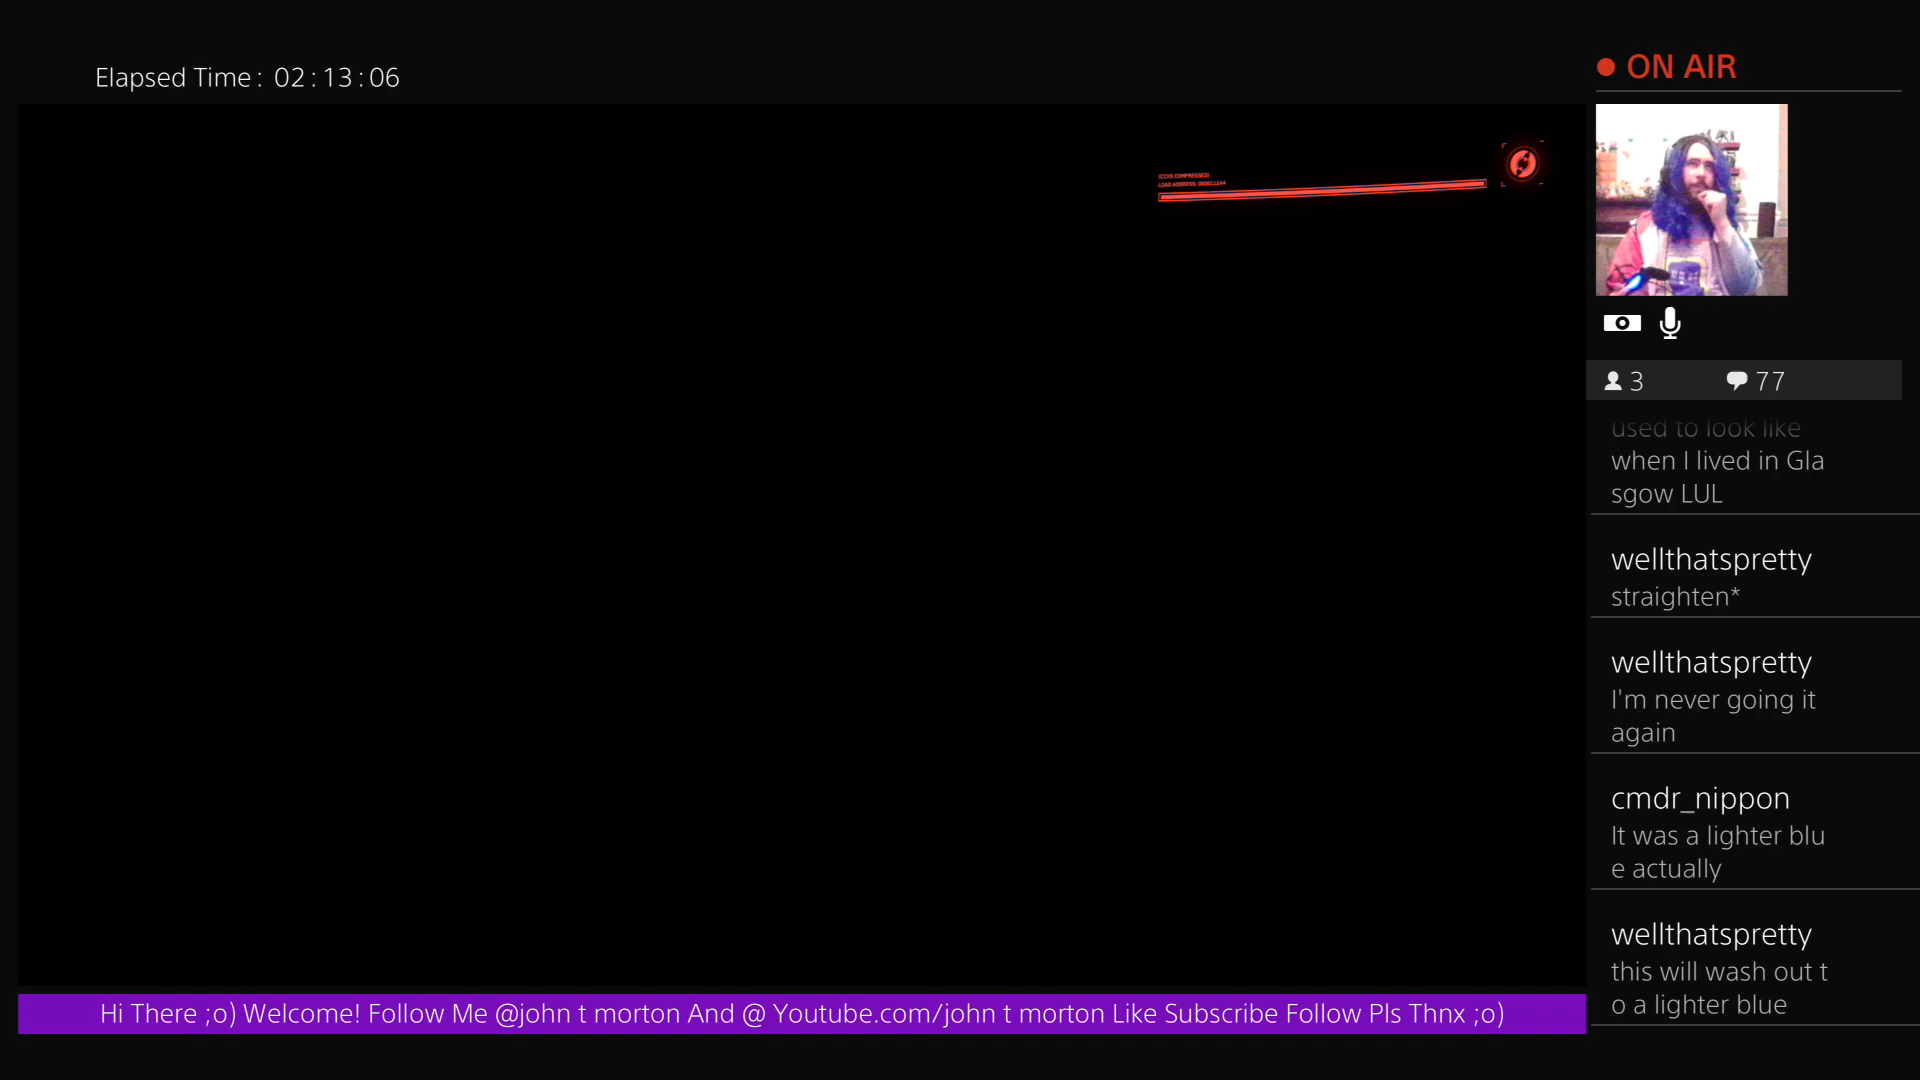 Elapsed Time: 02:13:06
ON AIR
(CCXS COMPRESSED)
3
77
used to look like
when I lived in Gla
sgow LUL
wellthatspretty
straighten*
wellthatspretty
I'm never going it
again
cmdr_nippon
It was a lighter blu
e actually
wellthatspretty
this will wash out t
o a lighter blue
Hi There ;o) Welcome! Follow Me @john t morton And @ Youtube.com/john t morton Like Subscribe Follow Pls Thnx ;o)